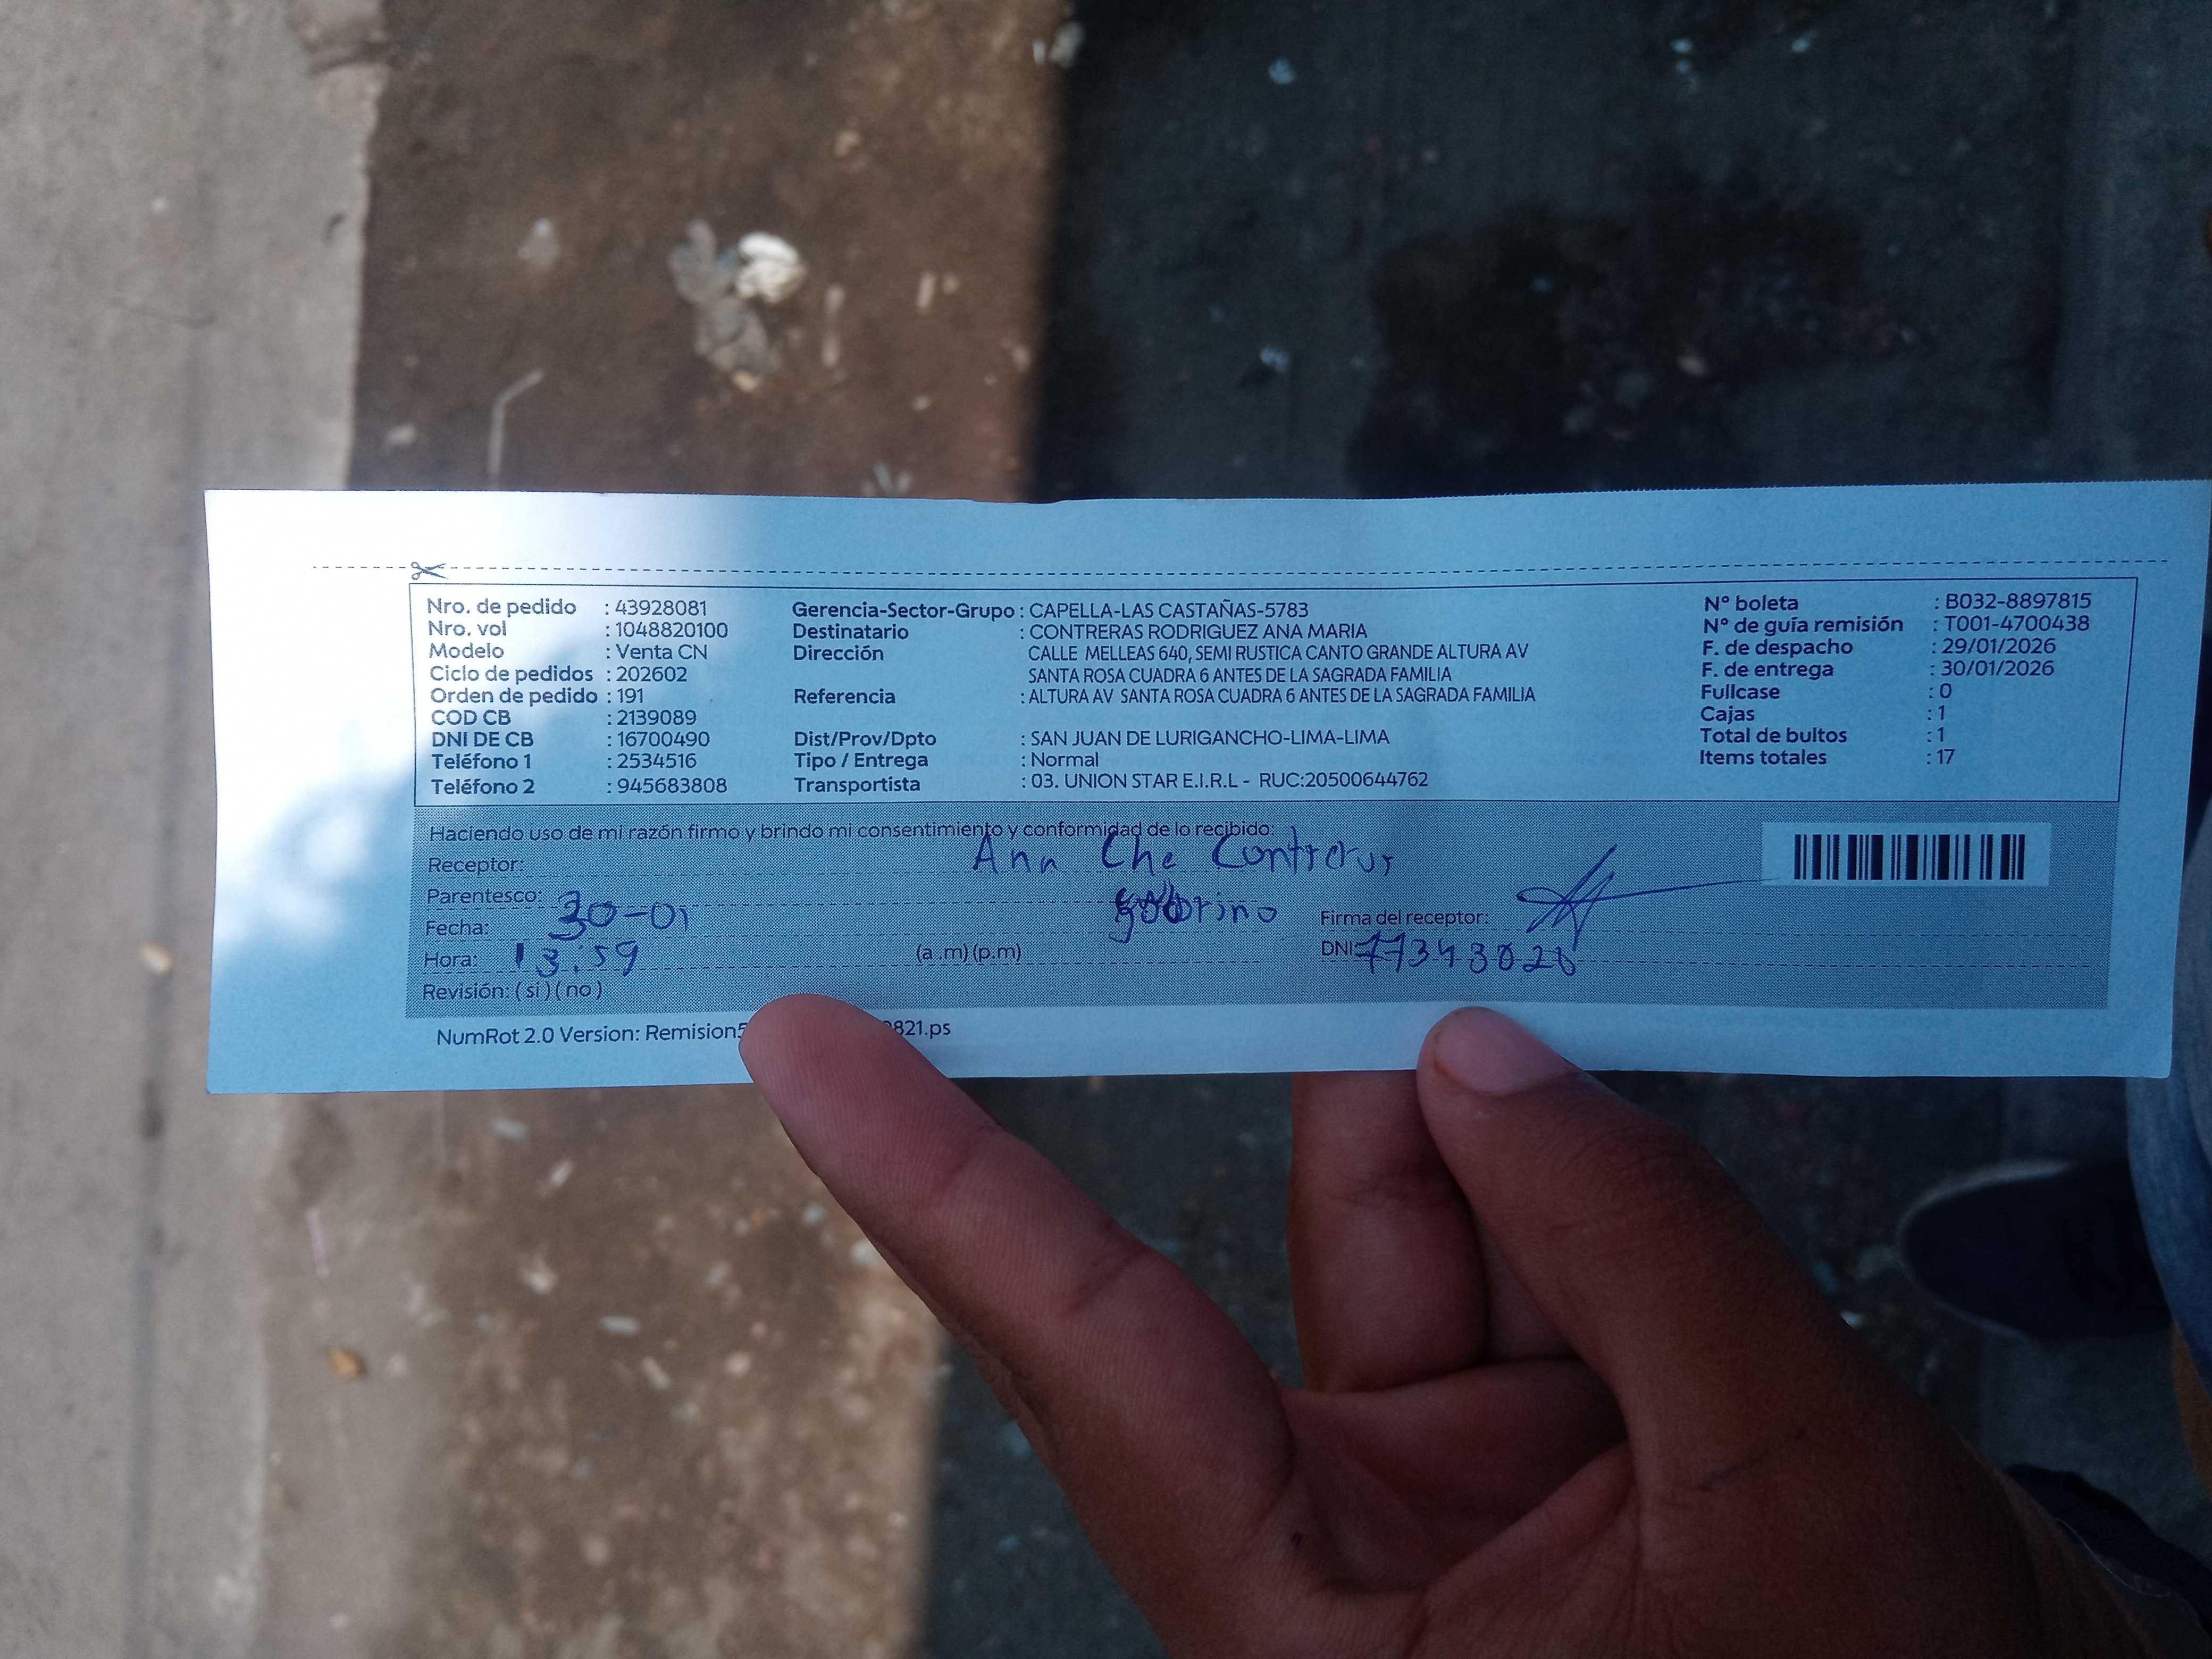 Nro. de pedido : 43928081
Nro. vol : 1048820100
Modelo : Venta CN
Ciclo de pedidos : 202602
Orden de pedido : 191
COD CB : 2139089
DNI DE CB : 16700490
Teléfono 1 : 2534516
Teléfono 2 : 945683808
Gerencia-Sector-Grupo : CAPELLA-LAS CASTAÑAS-5783
Destinatario : CONTRERAS RODRIGUEZ ANA MARIA
Dirección CALLE MELLEAS 640, SEMI RUSTICA CANTO GRANDE ALTURA AV
SANTA ROSA CUADRA 6 ANTES DE LA SAGRADA FAMILIA
Referencia : ALTURA AV SANTA ROSA CUADRA 6 ANTES DE LA SAGRADA FAMILIA
Dist/Prov/Dpto : SAN JUAN DE LURIGANCHO-LIMA-LIMA
Tipo / Entrega : Normal
Transportista : 03. UNION STAR E.I.R.L - RUC:20500644762
N° boleta : B032-8897815
N° de guía remisión : T001-4700438
F. de despacho : 29/01/2026
F. de entrega : 30/01/2026
Fullcase : 0
Cajas : 1
Total de bultos : 1
Items totales : 17
Haciendo uso de mi razón firmo y brindo mi consentimiento y conformidad de lo recibido:
Receptor: Che
Parentesco:
Fecha: 30-01
Firma del receptor:
Hora: 13:59 (a .m) (p.m)
DNI: 77343028
Revisión: ( si ) ( no )
NumRot 2.0 Version: 821.ps